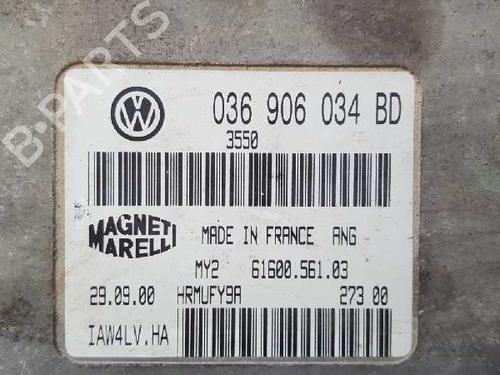 B-PARTS
VW
036 906 034 BD
3550
MAGNETI
MARELLI
MADE IN FRANCE ANG
MY2 61600.561.03
29.09.00 HRMUFY9A 273 00
IAW4LV.HA